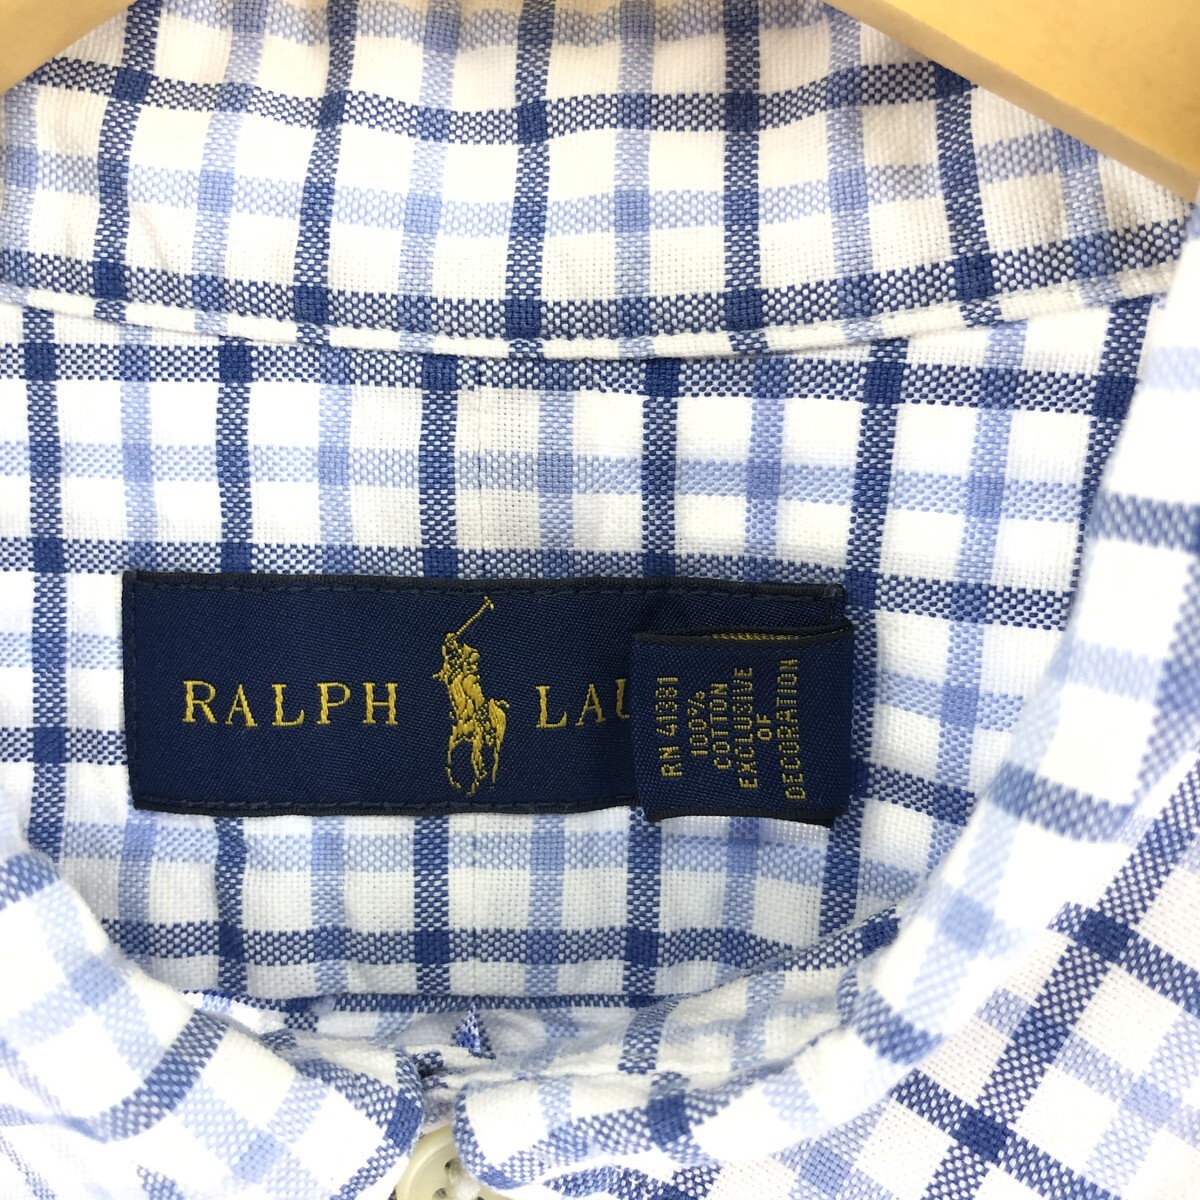 RALPH LAU
RN 41381
100%
COTTON
EXCLUSIVE
OF
DECORATION